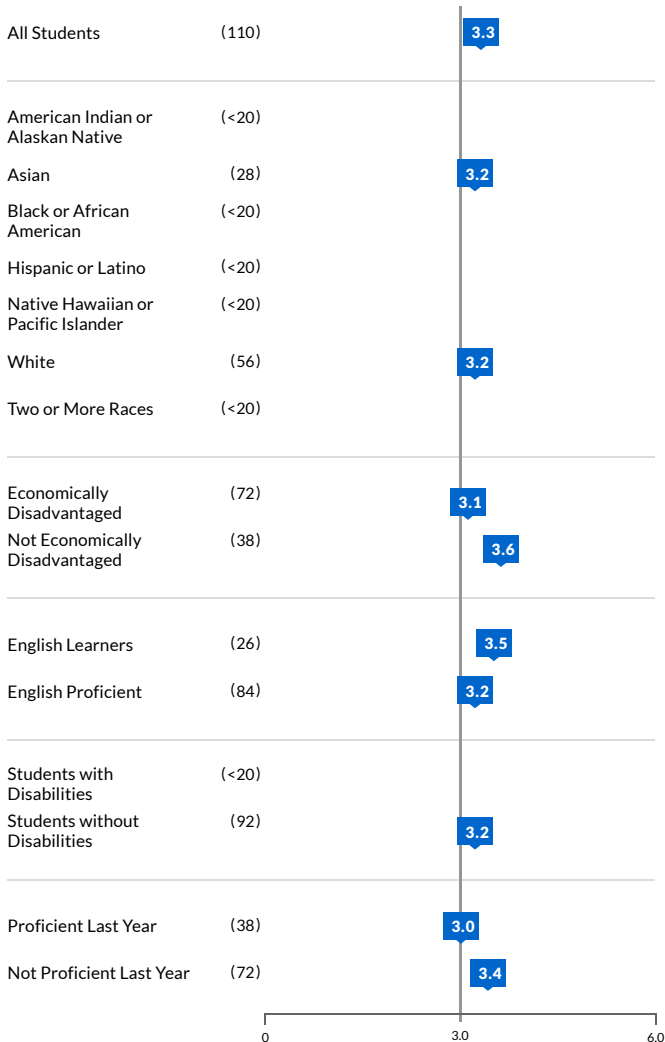 All Students (110) 3.3
American Indian or (<20)
Alaskan Native
Asian (28) 3.2
Black or African (<20)
American
Hispanic or Latino (<20)
Native Hawaiian or (<20)
Pacific Islander
White (56) 3.2
Two or More Races (<20)
Economically (72) 3.1
Disadvantaged
Not Economically (38) 3.6
Disadvantaged
English Learners (26) 3.5
English Proficient (84) 3.2
Students with (<20)
Disabilities
Students without (92) 3.2
Disabilities
Proficient Last Year (38) 3.0
Not Proficient Last Year (72) 3.4
0 3.0 6.0